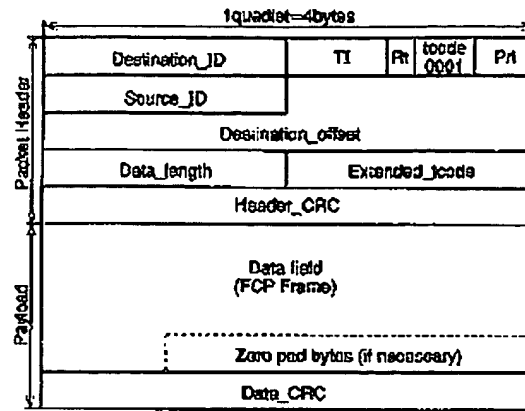 1quadlet=4bytes
Packet Header
Destination_ID
Tl
Rt
tcode
0001
Pri
Source_ID
Destination_offset
Data_length
Extended_tcode
Header_CRC
Payload
Data field
(FCP Frame)
Zero pad bytes (if necessary)
Data_CRC